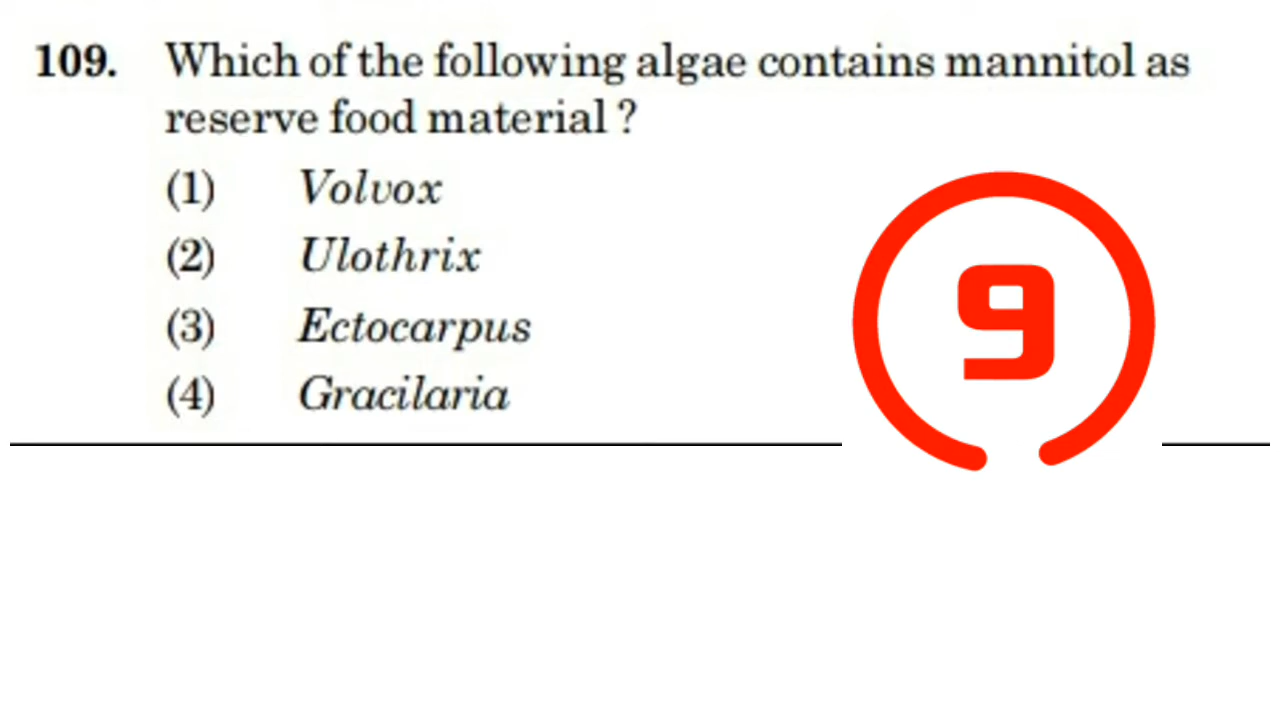 109. Which of the following algae contains mannitol as
reserve food material ?
(1) Volvox
(2) Ulothrix
(3) Ectocarpus
(4) Gracilaria
9